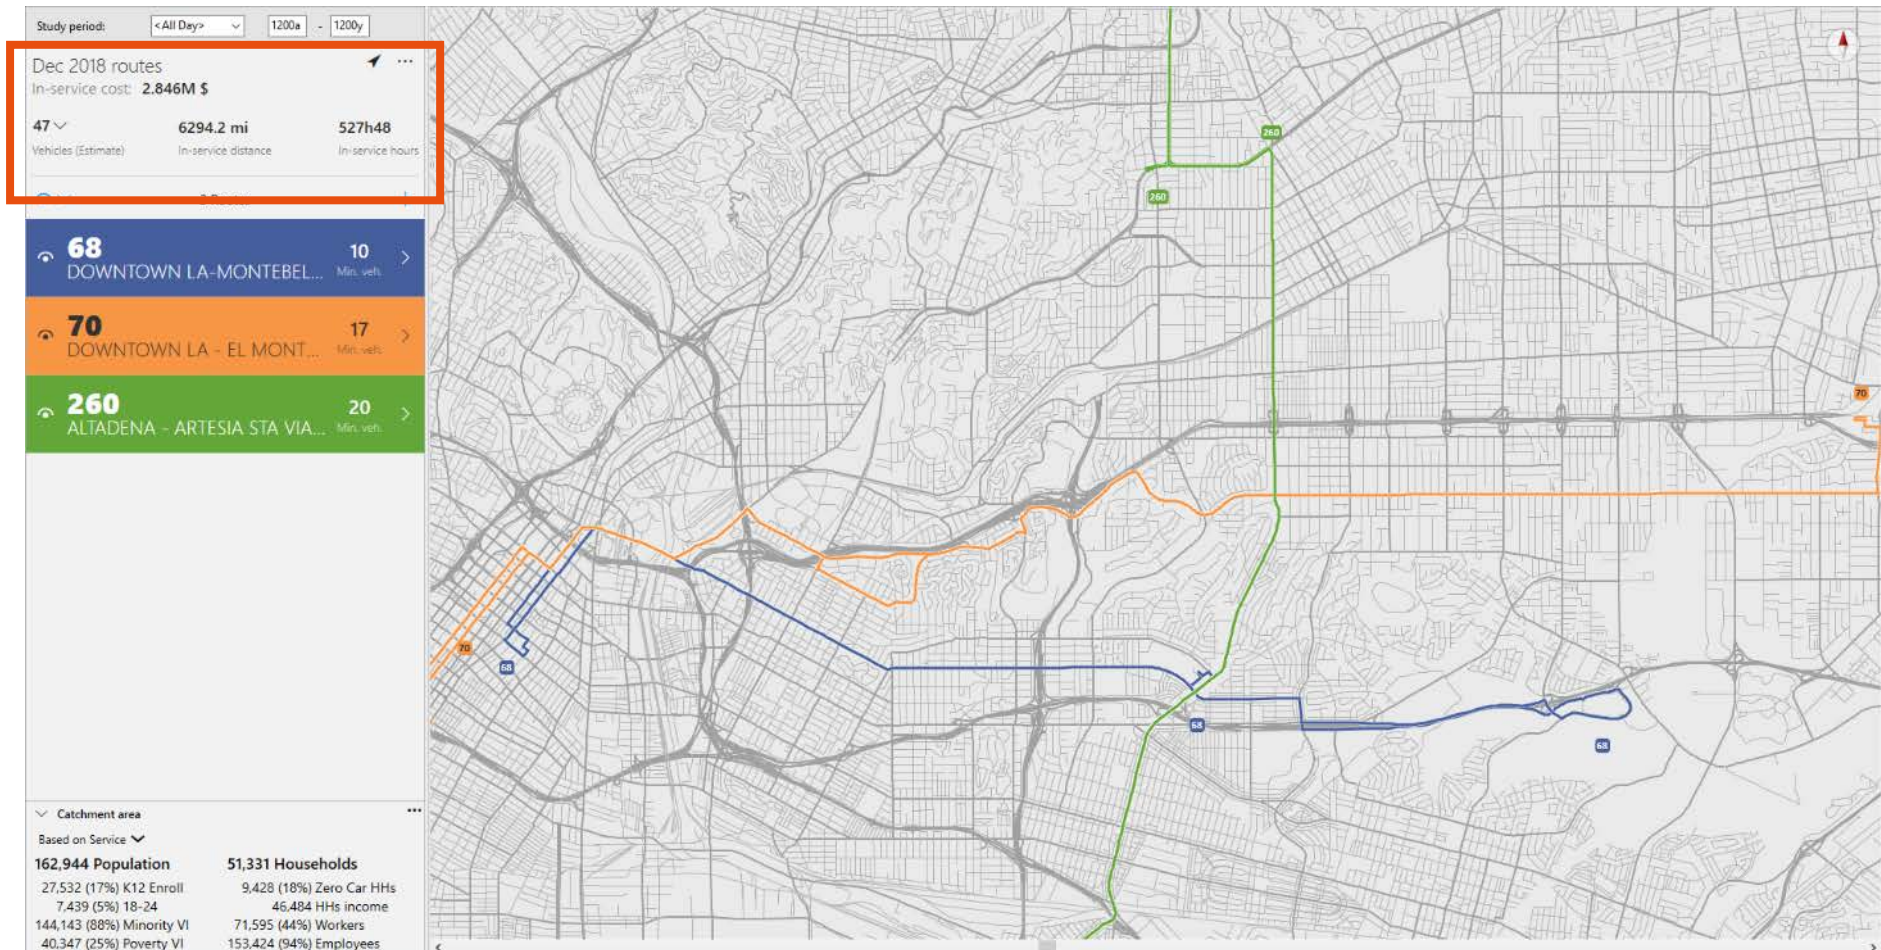 Study period: <All Day> 1200a - 1200y
Dec 2018 routes ...
In-service cost: 2.846M $
47 6294.2 mi 527h48
Vehicles (Estimate) In-service distance In-service hours
68 10
DOWNTOWN LA-MONTEBEL... Min. veh.
70 17
DOWNTOWN LA - EL MONT... Min. veh.
260 20
ALTADENA - ARTESIA STA VIA... Min. veh.
Catchment area ...
Based on Service
162,944 Population 51,331 Households
27,532 (17%) K12 Enroll 9,428 (18%) Zero Car HHs
7,439 (5%) 18-24 46,484 HHs income
144,143 (88%) Minority VI 71,595 (44%) Workers
40,347 (25%) Poverty VI 153,424 (94%) Employees
260
260
70
70
68
68
68